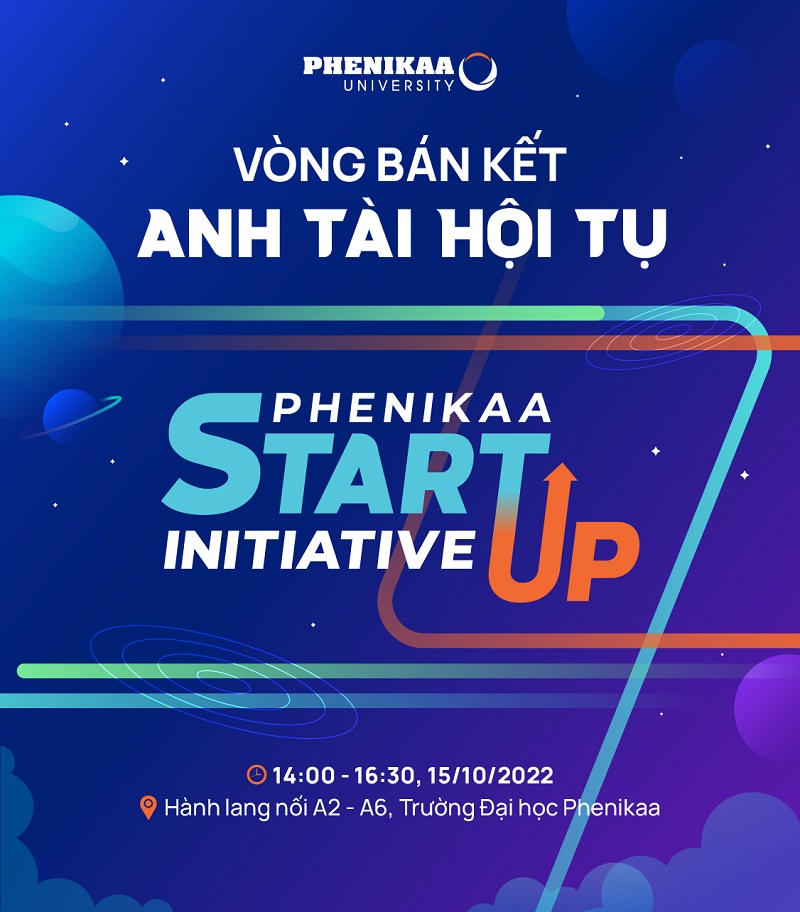 PHENIKAA
UNIVERSITY
VÒNG BÁN KẾT
ANH TÀI HỘI TỤ
PHENIKAA
START UP
INITIATIVE
14:00 - 16:30, 15/10/2022
Hành lang nối A2 - A6, Trường Đại học Phenikaa